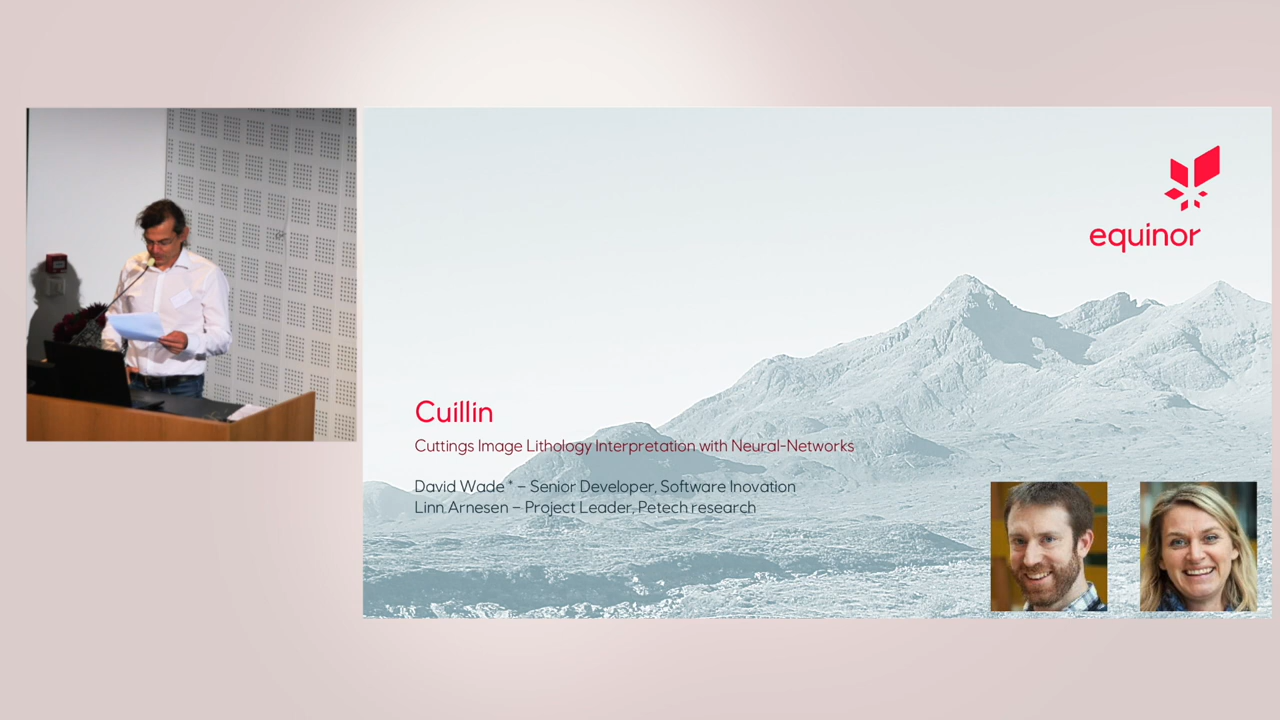 equinor
Cuillin
Cuttings Image Lithology Interpretation with Neural-Networks
David Wade * – Senior Developer, Software Inovation
Linn Arnesen – Project Leader, Petech research